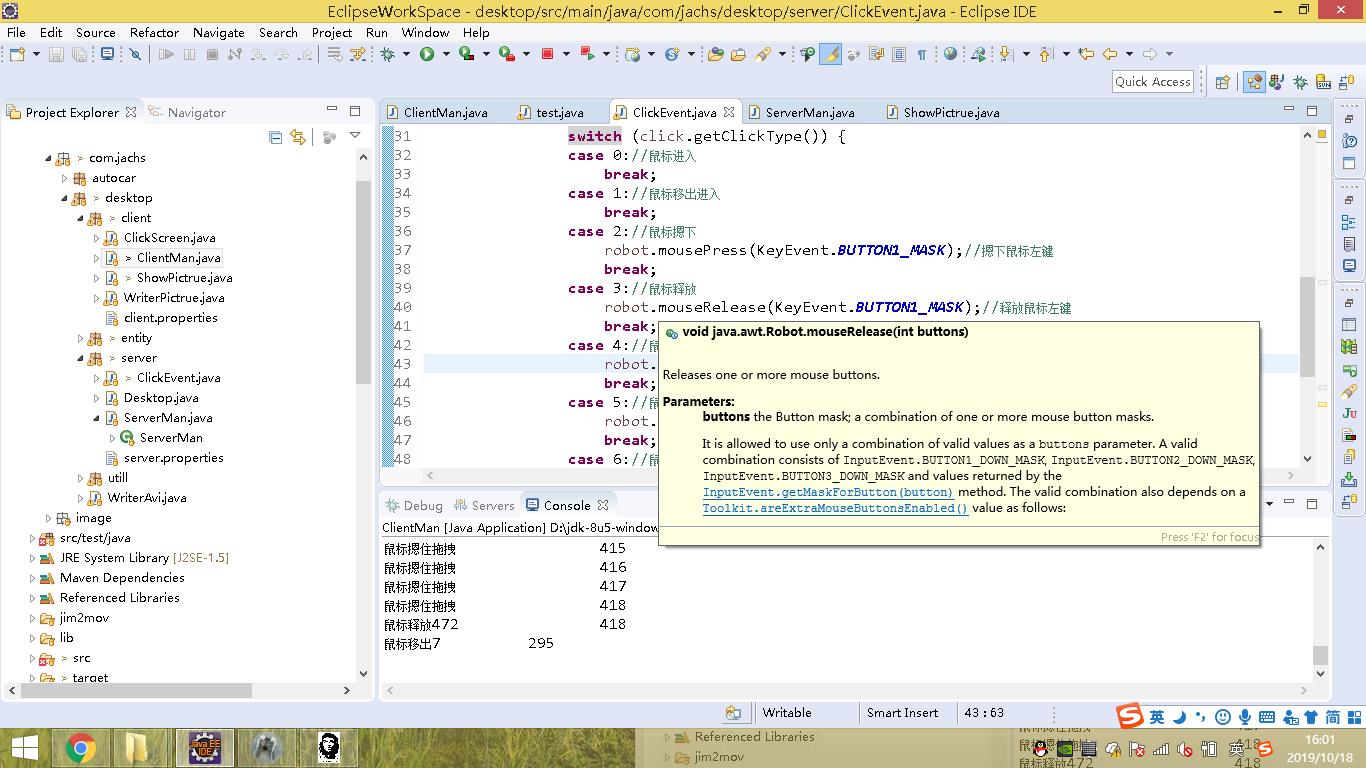 EclipseWorkSpace - desktop/src/main/java/com/jachs/desktop/server/ClickEvent.java - Eclipse IDE
File Edit Source Refactor Navigate Search Project Run Window Help
Quick Access
Project Explorer
Navigator
com.jachs
autocar
> desktop
> client
ClickScreen.java
> ClientMan.java
> ShowPictrue.java
WriterPictrue.java
client.properties
> entity
> server
> ClickEvent.java
Desktop.java
ServerMan.java
ServerMan
server.properties
utill
WriterAvi.java
image
src/test/java
JRE System Library [J2SE-1.5]
Maven Dependencies
Referenced Libraries
jim2mov
lib
> src
> target
ClientMan.java
test.java
ClickEvent.java
ServerMan.java
ShowPictrue.java
31 switch (click.getClickType()) {
32 case 0://鼠标进入
33 break;
34 case 1://鼠标移出进入
35 break;
36 case 2://鼠标摁下
37 robot.mousePress(KeyEvent.BUTTON1_MASK);//摁下鼠标左键
38 break;
39 case 3://鼠标释放
40 robot.mouseRelease(KeyEvent.BUTTON1_MASK);//释放鼠标左键
41 break;
42 case 4://
43 robot.
44 break;
45 case 5://
46 robot.
47 break;
48 case 6://
void java.awt.Robot.mouseRelease(int buttons)
Releases one or more mouse buttons.
Parameters:
buttons the Button mask; a combination of one or more mouse button masks.
It is allowed to use only a combination of valid values as a buttons parameter. A valid
combination consists of InputEvent.BUTTON1_DOWN_MASK, InputEvent.BUTTON2_DOWN_MASK,
InputEvent.BUTTON3_DOWN_MASK and values returned by the
InputEvent.getMaskForButton(button) method. The valid combination also depends on a
Toolkit.areExtraMouseButtonsEnabled() value as follows:
Press 'F2' for focus
Debug
Servers
Console
ClientMan [Java Application] D:\jdk-8u5-window
鼠标摁住拖拽 415
鼠标摁住拖拽 416
鼠标摁住拖拽 417
鼠标摁住拖拽 418
鼠标释放472 418
鼠标移出7 295
Writable
Smart Insert
43 : 63
英
简
Java EE
IDE
Referenced Libraries
jim2mov
鼠标释放472 418
英
16:01
2019/10/18